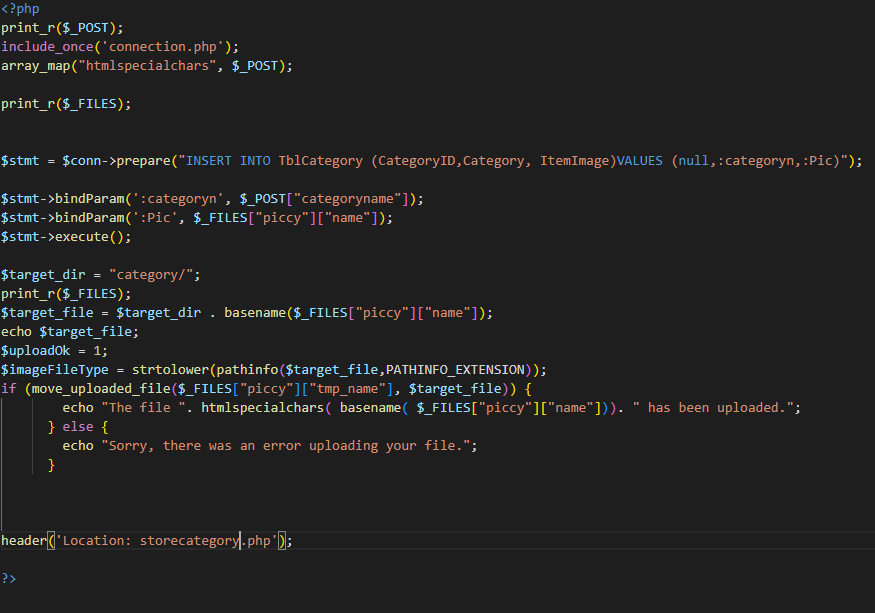 <?php
print_r($_POST);
include_once('connection.php');
array_map("htmlspecialchars", $_POST);
print_r($_FILES);
$stmt = $conn->prepare("INSERT INTO TblCategory (CategoryID,Category, ItemImage)VALUES (null,:categoryn,:Pic)");
$stmt->bindParam(':categoryn', $_POST["categoryname"]);
$stmt->bindParam(':Pic', $_FILES["piccy"]["name"]);
$stmt->execute();
$target_dir = "category/";
print_r($_FILES);
$target_file = $target_dir . basename($_FILES["piccy"]["name"]);
echo $target_file;
$uploadOk = 1;
$imageFileType = strtolower(pathinfo($target_file,PATHINFO_EXTENSION));
if (move_uploaded_file($_FILES["piccy"]["tmp_name"], $target_file)) {
echo "The file ". htmlspecialchars( basename( $_FILES["piccy"]["name"])). " has been uploaded.";
} else {
echo "Sorry, there was an error uploading your file.";
}
header('Location: storecategory.php');
?>